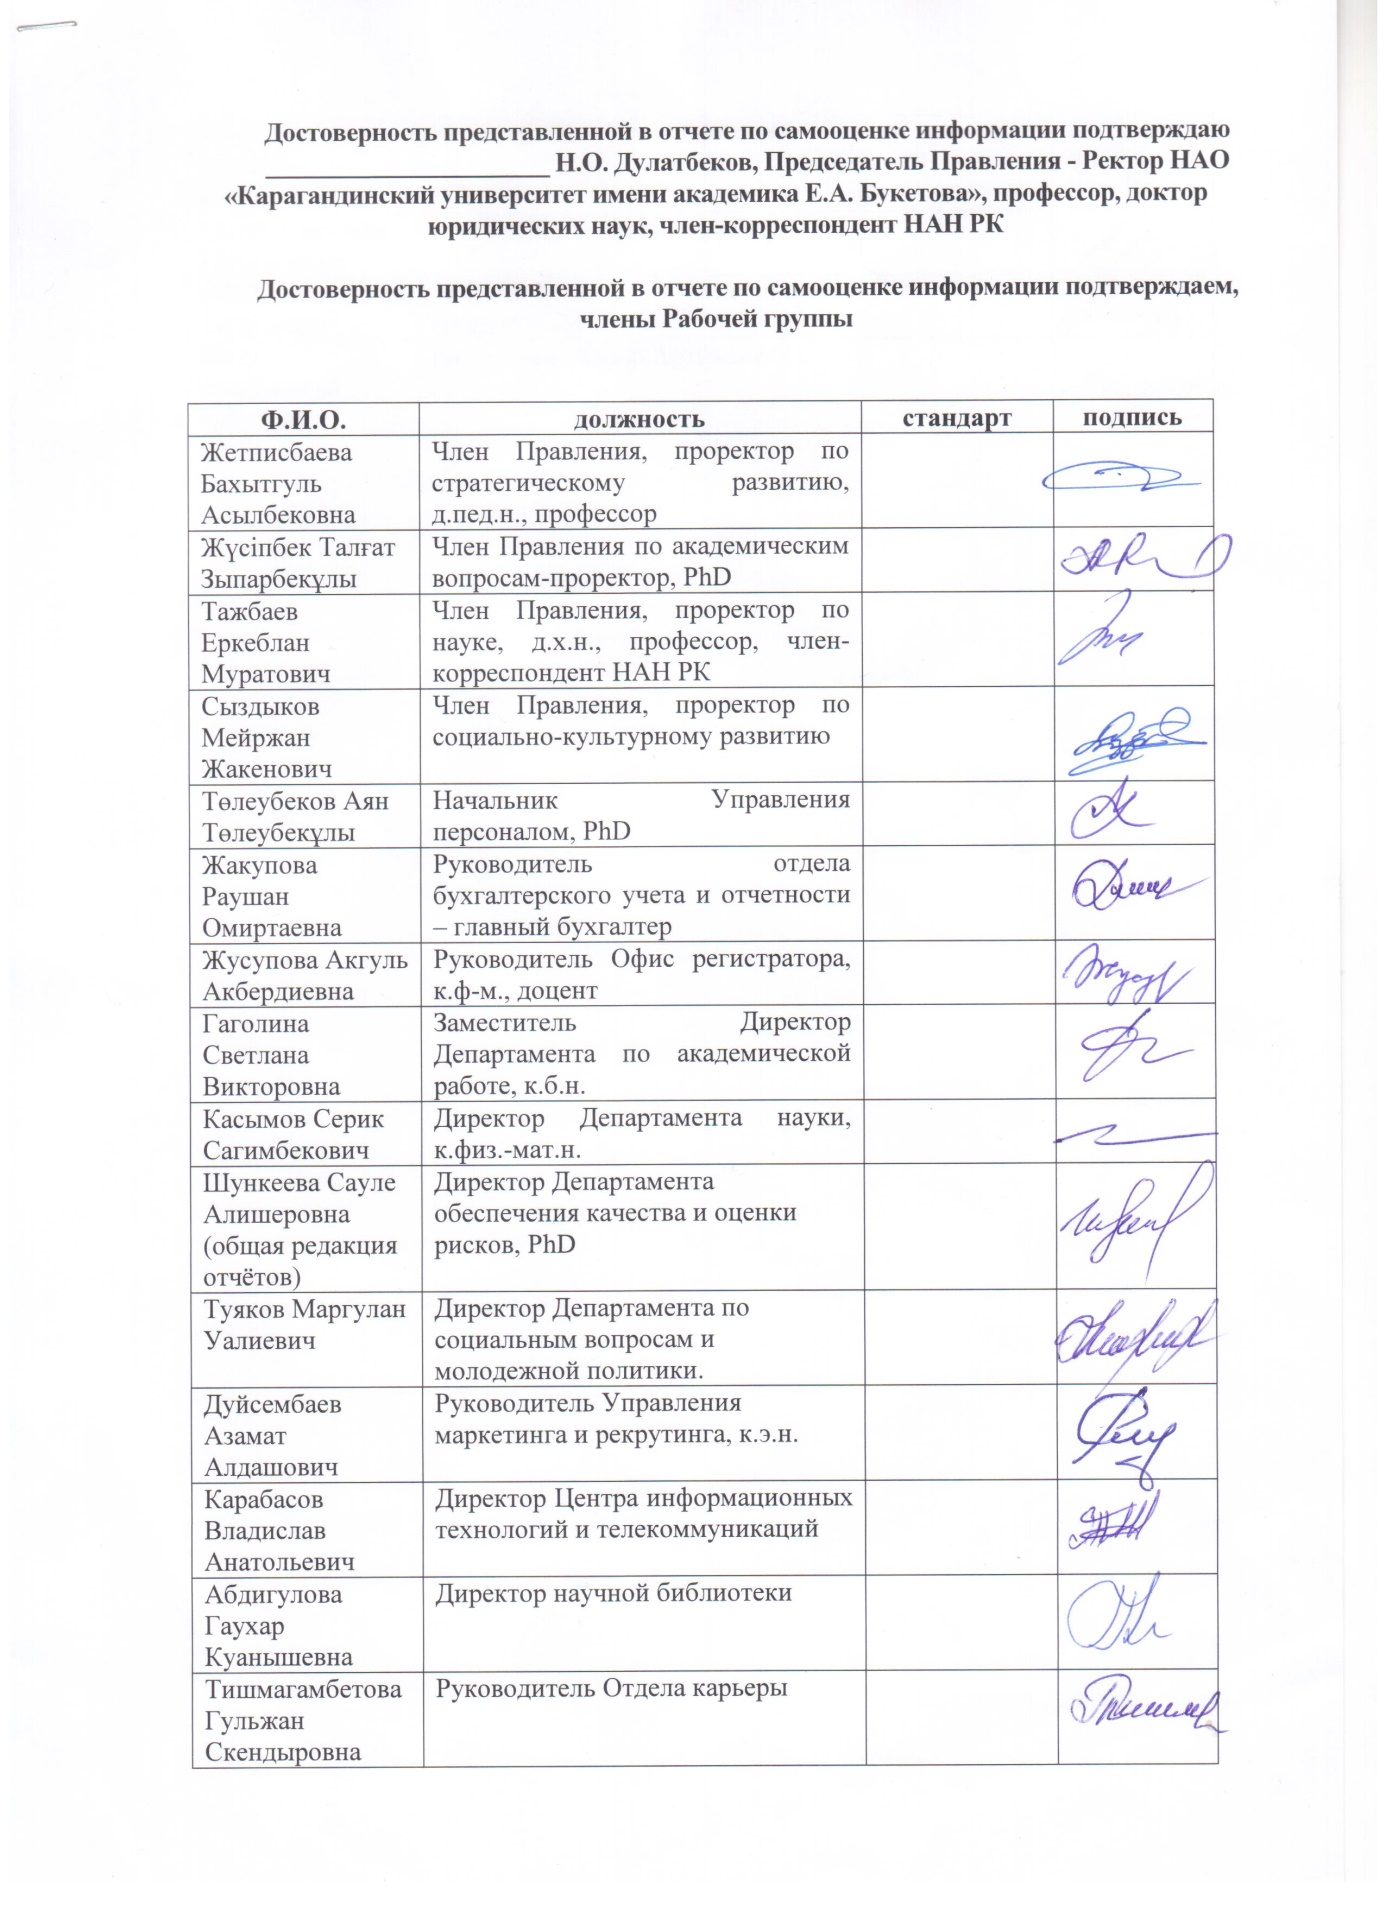 Достоверность представленной в отчете по самооценке информации подтверждаю
____________________ Н.О. Дулатбеков, Председатель Правления - Ректор НАО
«Карагандинский университет имени академика Е.А. Букетова», профессор, доктор
юридических наук, член-корреспондент НАН РК
Достоверность представленной в отчете по самооценке информации подтверждаем,
члены Рабочей группы
Ф.И.О. должность стандарт подпись
Жетписбаева
Бахытгуль
Асылбековна
Член Правления, проректор по
стратегическому развитию,
д.пед.н., профессор
Жүсіпбек Талғат
Зыпарбекұлы
Член Правления по академическим
вопросам-проректор, PhD
Тажбаев
Еркеблан
Муратович
Член Правления, проректор по
науке, д.х.н., профессор, член-
корреспондент НАН РК
Сыздыков
Мейржан
Жакенович
Член Правления, проректор по
социально-культурному развитию
Төлеубеков Аян
Төлеубекұлы
Начальник Управления
персоналом, PhD
Жакупова
Раушан
Омиртаевна
Руководитель отдела
бухгалтерского учета и отчетности
– главный бухгалтер
Жусупова Акгуль
Акбердиевна
Руководитель Офис регистратора,
к.ф-м., доцент
Гаголина
Светлана
Викторовна
Заместитель Директор
Департамента по академической
работе, к.б.н.
Касымов Серик
Сагимбекович
Директор Департамента науки,
к.физ.-мат.н.
Шункеева Сауле
Алишеровна
(общая редакция
отчётов)
Директор Департамента
обеспечения качества и оценки
рисков, PhD
Туяков Маргулан
Уалиевич
Директор Департамента по
социальным вопросам и
молодежной политики.
Дуйсембаев
Азамат
Алдашович
Руководитель Управления
маркетинга и рекрутинга, к.э.н.
Карабасов
Владислав
Анатольевич
Директор Центра информационных
технологий и телекоммуникаций
Абдигулова
Гаухар
Куанышевна
Директор научной библиотеки
Тишмагамбетова
Гульжан
Скендыровна
Руководитель Отдела карьеры